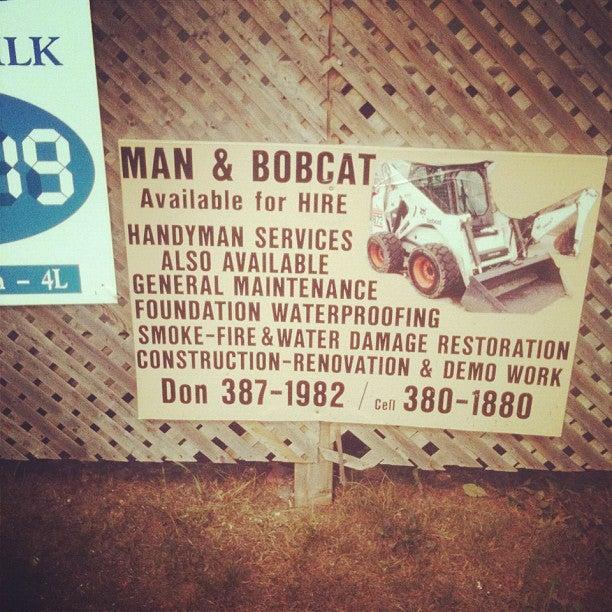 LK
MAN & BOBCAT
Available for HIRE
HANDYMAN SERVICES
ALSO AVAILABLE
GENERAL MAINTENANCE
FOUNDATION WATERPROOFING
SMOKE-FIRE & WATER DAMAGE RESTORATION
CONSTRUCTION-RENOVATION & DEMO WORK
Don 387-1982 / Cell 380-1880
- 4L